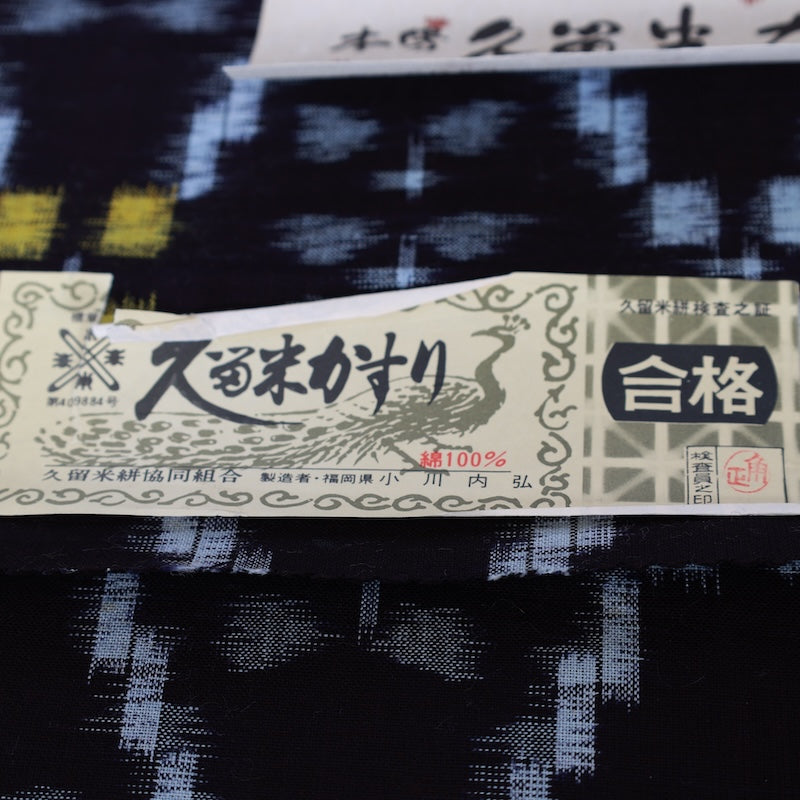 久留米
久留米かすり
第409884号
綿100%
久留米絣協同組合 製造者・福岡県 小川内弘
久留米絣検査之証
合格
検査員之印